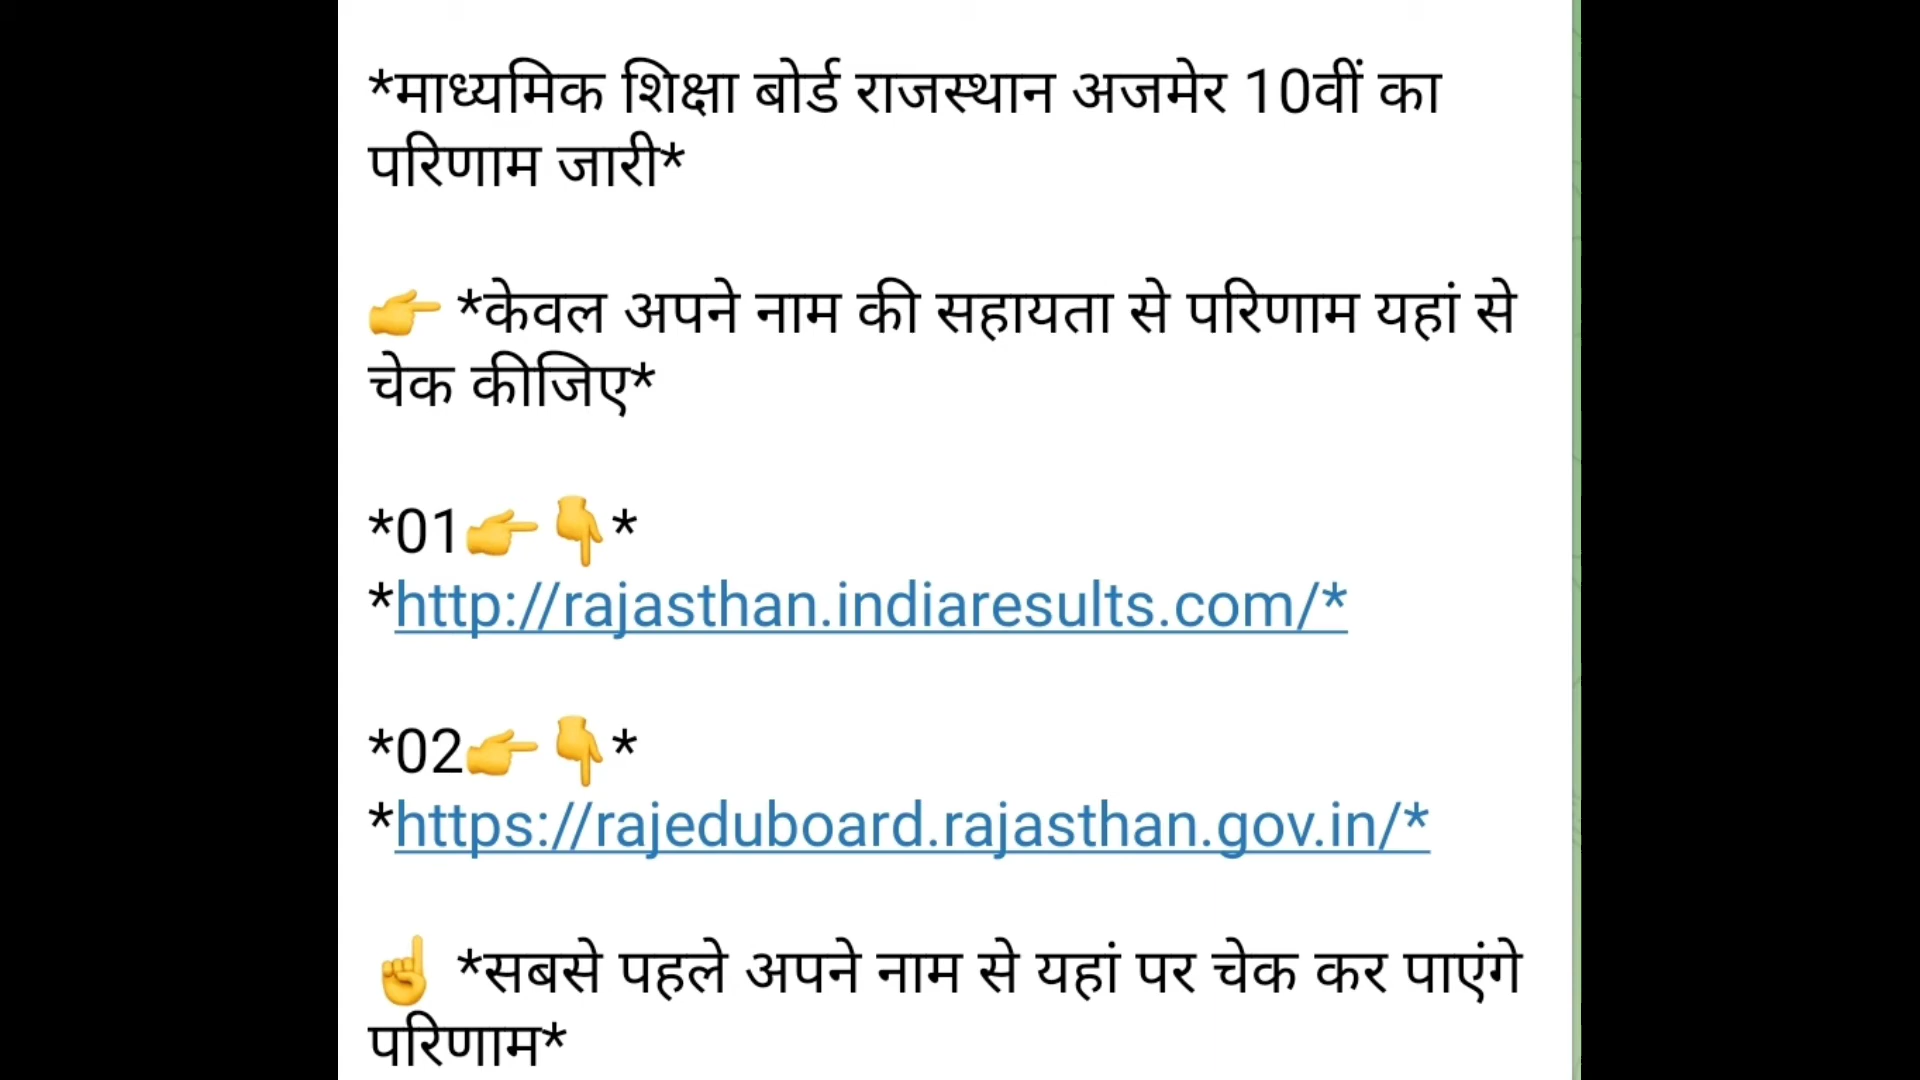 *माध्यमिक शिक्षा बोर्ड राजस्थान अजमेर 10वीं का
परिणाम जारी*
👉 *केवल अपने नाम की सहायता से परिणाम यहां से
चेक कीजिए*
*01👉👇*
*http://rajasthan.indiaresults.com/*
*02👉👇*
*https://rajeduboard.rajasthan.gov.in/*
☝️ *सबसे पहले अपने नाम से यहां पर चेक कर पाएंगे
परिणाम*